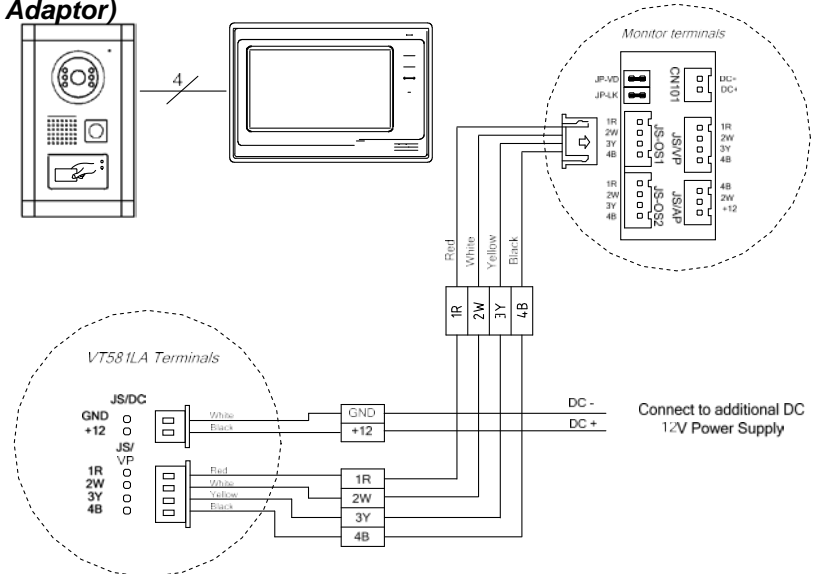 Adaptor)
4
Monitor terminals
JP-VD
JP-LK
CN101
DC-
DC+
1R
2W
3Y
4B
JS-OS1
JS/VP
1R
2W
3Y
4B
1R
2W
3Y
4B
JS-OS2
JS/AP
4B
2W
+12
Red
White
Yellow
Black
1R
2W
3Y
4B
VT581LA Terminals
JS/DC
GND
+12
White
Black
GND
+12
DC -
DC +
Connect to additional DC
12V Power Supply
JS/
VP
1R
2W
3Y
4B
Red
White
Yellow
Black
1R
2W
3Y
4B